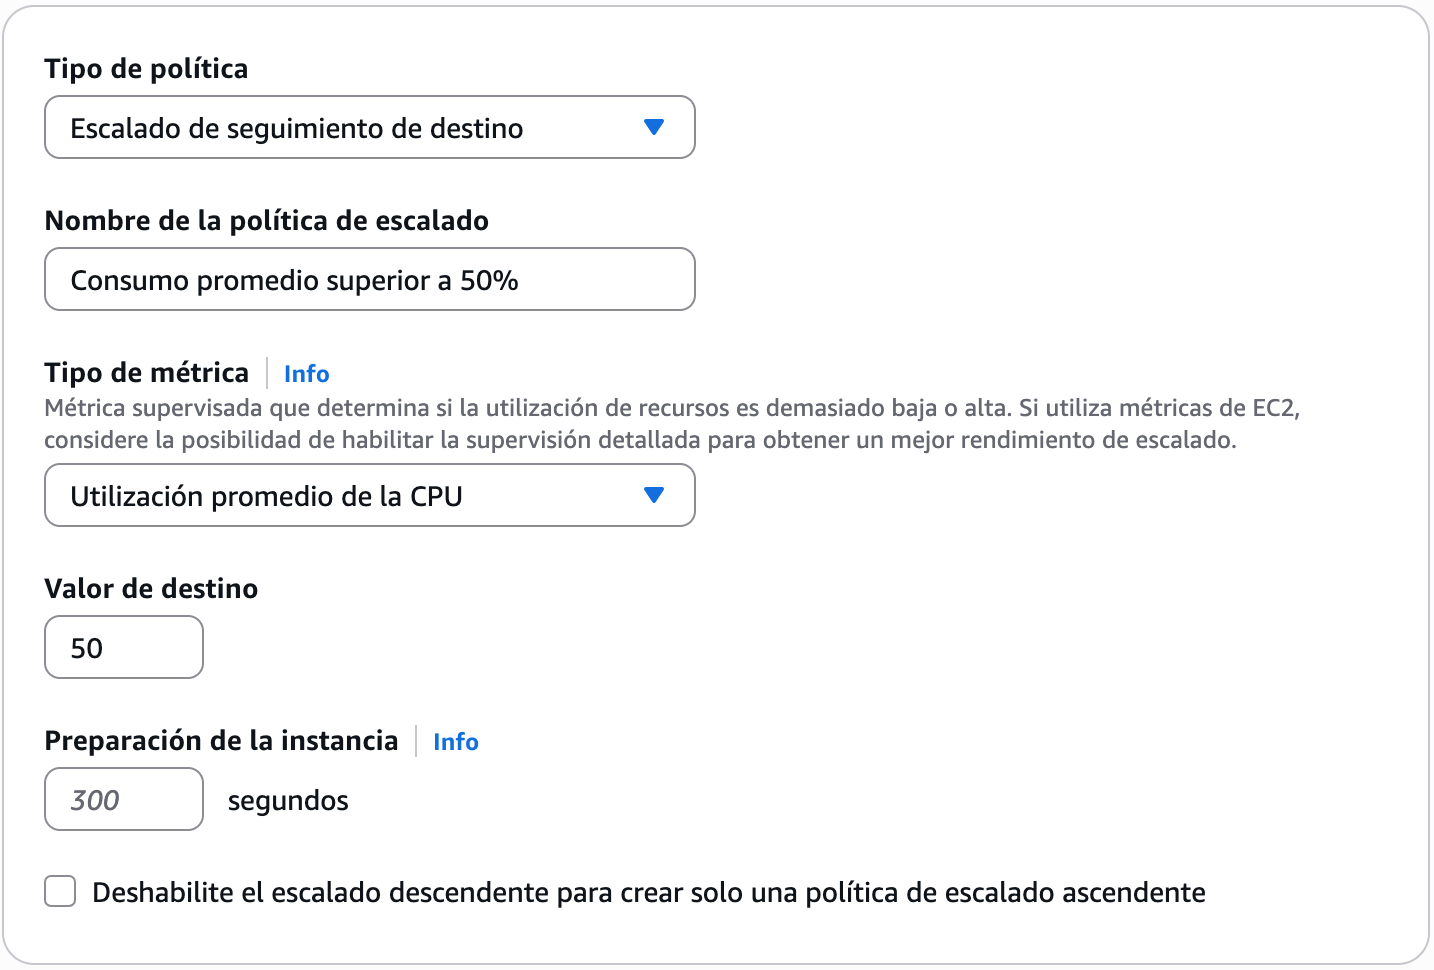 Tipo de política
Escalado de seguimiento de destino
Nombre de la política de escalado
Consumo promedio superior a 50%
Tipo de métrica Info
Métrica supervisada que determina si la utilización de recursos es demasiado baja o alta. Si utiliza métricas de EC2,
considere la posibilidad de habilitar la supervisión detallada para obtener un mejor rendimiento de escalado.
Utilización promedio de la CPU
Valor de destino
50
Preparación de la instancia Info
300 segundos
Deshabilite el escalado descendente para crear solo una política de escalado ascendente